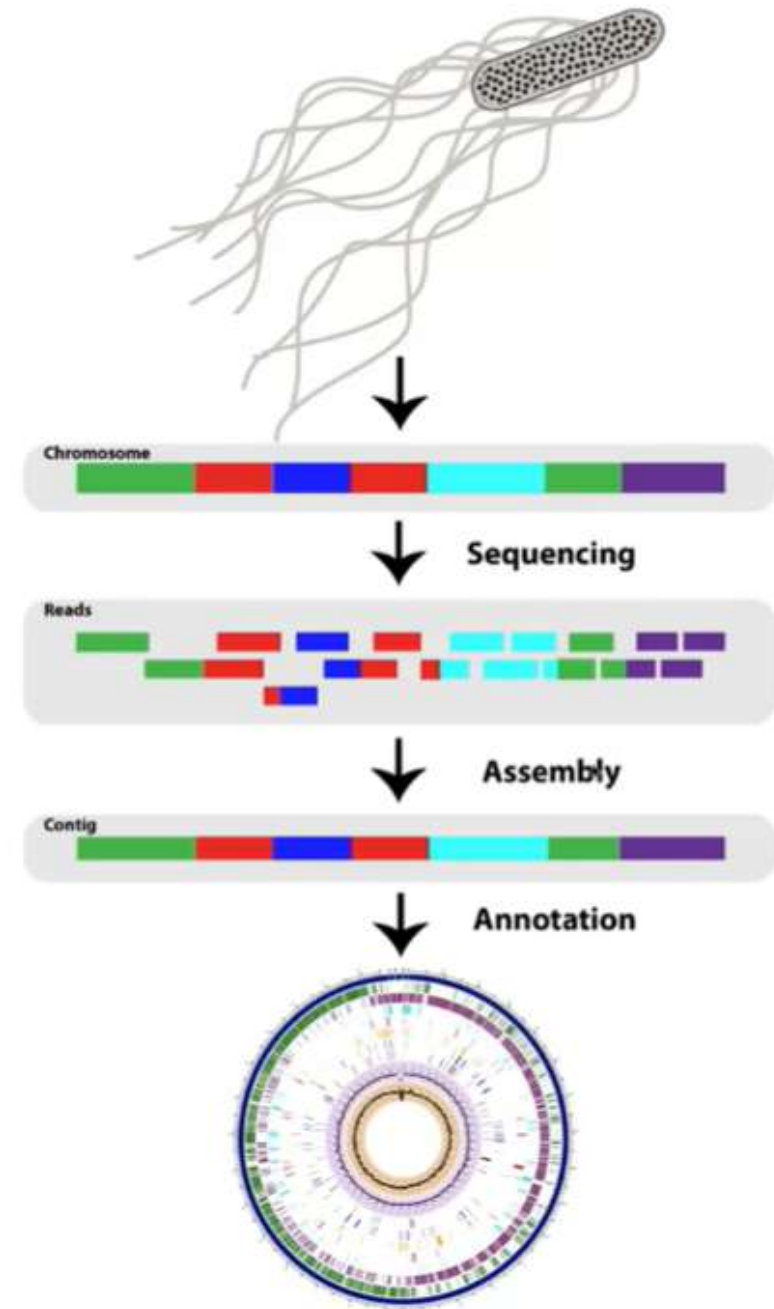 Chromosome
Sequencing
Reads
Assembly
Contig
Annotation